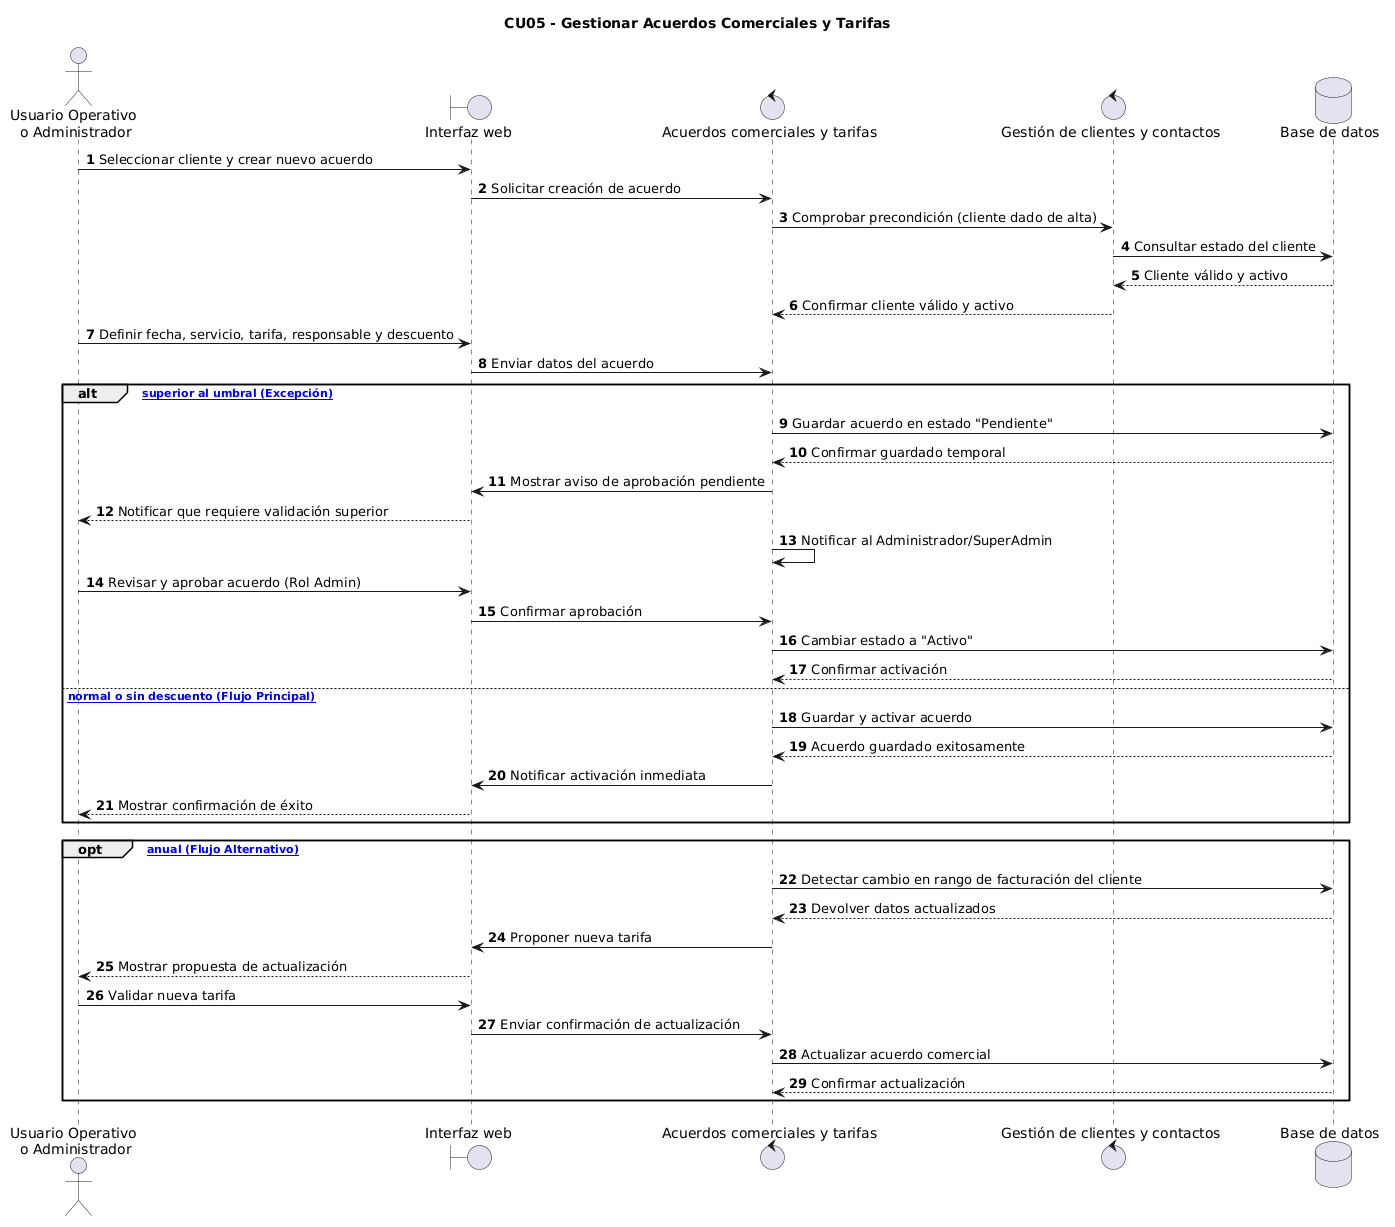 CU05 - Gestionar Acuerdos Comerciales y Tarifas
Usuario Operativo
o Administrador
Interfaz web
Acuerdos comerciales y tarifas
Gestión de clientes y contactos
Base de datos
1 Seleccionar cliente y crear nuevo acuerdo
2 Solicitar creación de acuerdo
3 Comprobar precondición (cliente dado de alta)
4 Consultar estado del cliente
5 Cliente válido y activo
6 Confirmar cliente válido y activo
7 Definir fecha, servicio, tarifa, responsable y descuento
8 Enviar datos del acuerdo
alt superior al umbral (Excepción)
9 Guardar acuerdo en estado "Pendiente"
10 Confirmar guardado temporal
11 Mostrar aviso de aprobación pendiente
12 Notificar que requiere validación superior
13 Notificar al Administrador/SuperAdmin
14 Revisar y aprobar acuerdo (Rol Admin)
15 Confirmar aprobación
16 Cambiar estado a "Activo"
17 Confirmar activación
normal o sin descuento (Flujo Principal)
18 Guardar y activar acuerdo
19 Acuerdo guardado exitosamente
20 Notificar activación inmediata
21 Mostrar confirmación de éxito
opt anual (Flujo Alternativo)
22 Detectar cambio en rango de facturación del cliente
23 Devolver datos actualizados
24 Proponer nueva tarifa
25 Mostrar propuesta de actualización
26 Validar nueva tarifa
27 Enviar confirmación de actualización
28 Actualizar acuerdo comercial
29 Confirmar actualización
Usuario Operativo
o Administrador
Interfaz web
Acuerdos comerciales y tarifas
Gestión de clientes y contactos
Base de datos